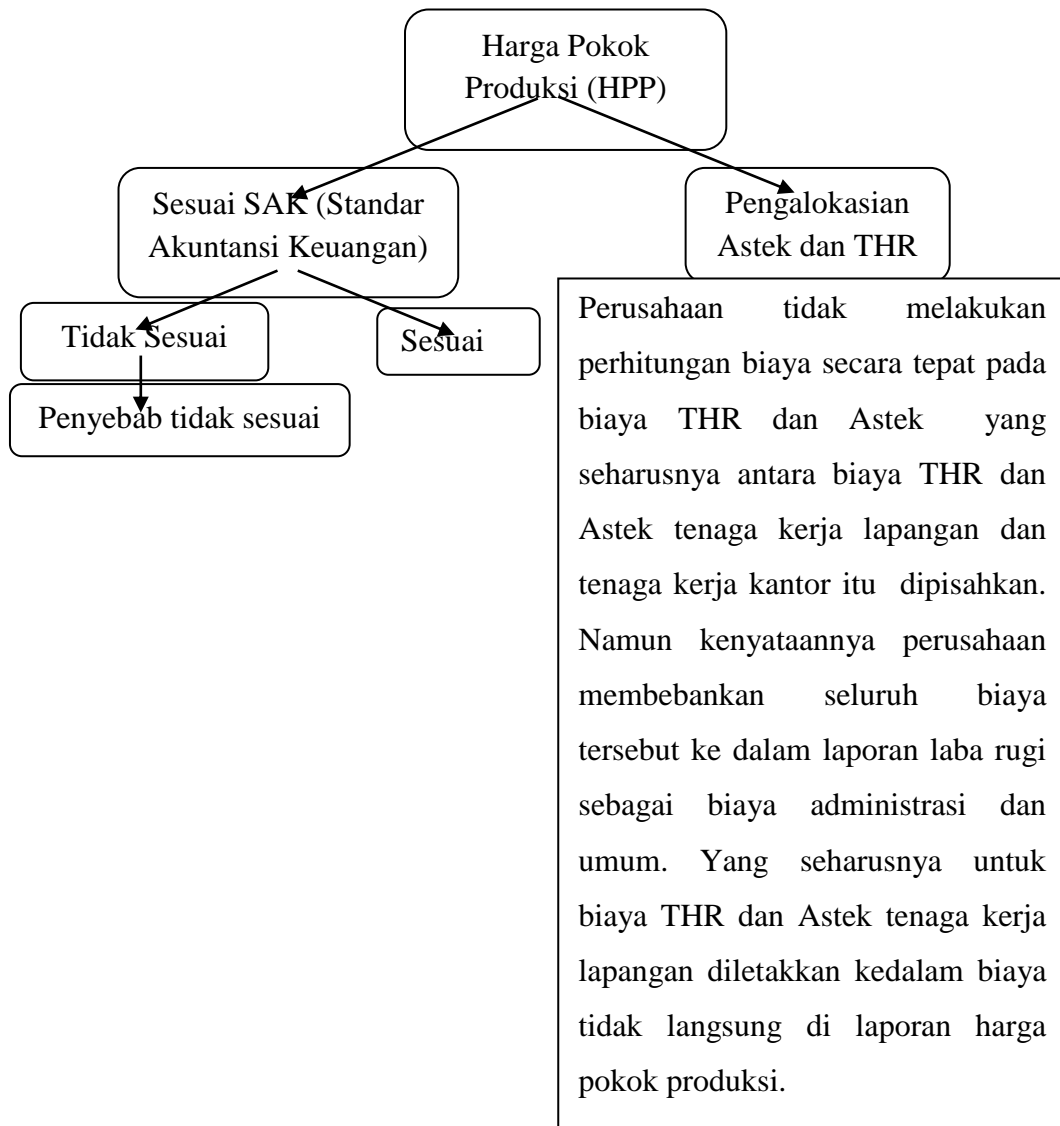 Harga Pokok
Produksi (HPP)
Sesuai SAK (Standar
Akuntansi Keuangan)
Pengalokasian
Astek dan THR
Tidak Sesuai
Sesuai
Penyebab tidak sesuai
Perusahaan tidak melakukan
perhitungan biaya secara tepat pada
biaya THR dan Astek yang
seharusnya antara biaya THR dan
Astek tenaga kerja lapangan dan
tenaga kerja kantor itu dipisahkan.
Namun kenyataannya perusahaan
membebankan seluruh biaya
tersebut ke dalam laporan laba rugi
sebagai biaya administrasi dan
umum. Yang seharusnya untuk
biaya THR dan Astek tenaga kerja
lapangan diletakkan kedalam biaya
tidak langsung di laporan harga
pokok produksi.